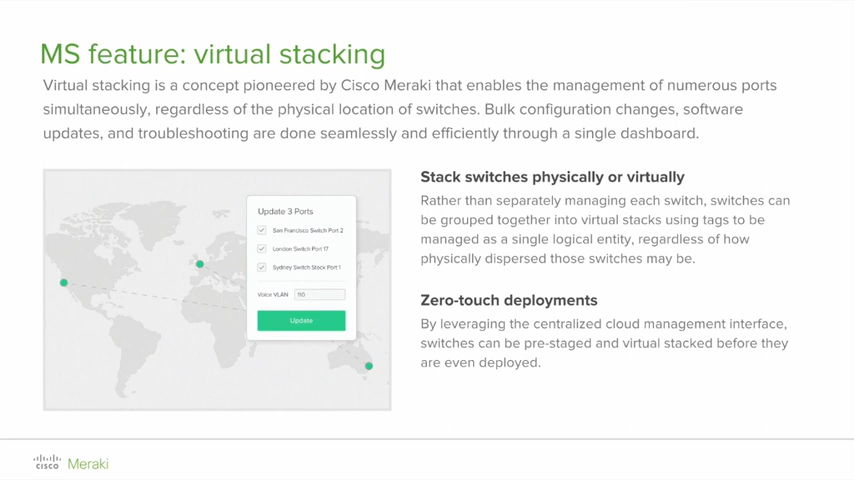 MS feature: virtual stacking
Virtual stacking is a concept pioneered by Cisco Meraki that enables the management of numerous ports
simultaneously, regardless of the physical location of switches. Bulk configuration changes, software
updates, and troubleshooting are done seamlessly and efficiently through a single dashboard.
Update 3 Ports
San Francisco Switch Port 2
London Switch Port 17
Sydney Switch Stack Port 1
Voice VLAN 110
Update
Stack switches physically or virtually
Rather than separately managing each switch, switches can
be grouped together into virtual stacks using tags to be
managed as a single logical entity, regardless of how
physically dispersed those switches may be.
Zero-touch deployments
By leveraging the centralized cloud management interface,
switches can be pre-staged and virtual stacked before they
are even deployed.
cisco Meraki